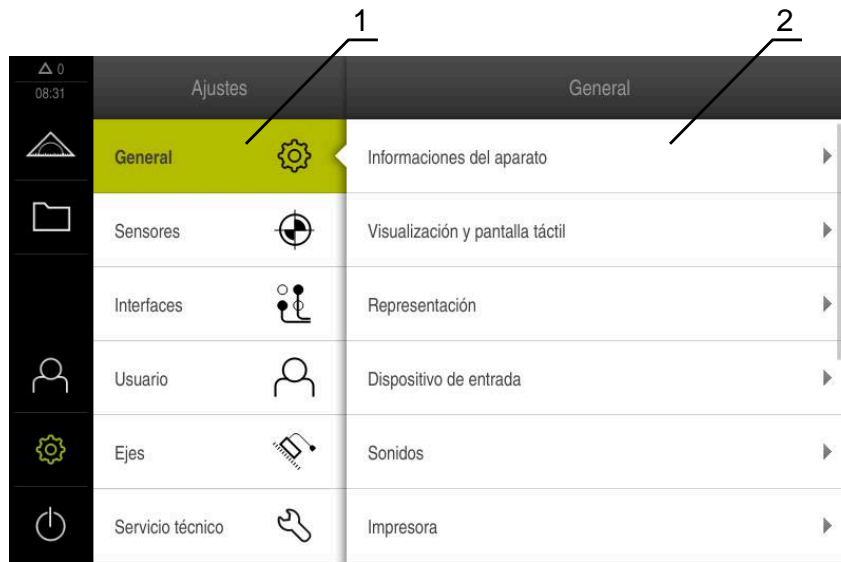 1
2
△ 0
08:31
Ajustes
General
General
Informaciones del aparato
Sensores
Visualización y pantalla táctil
Interfaces
Representación
Usuario
Dispositivo de entrada
Ejes
Sonidos
Servicio técnico
Impresora